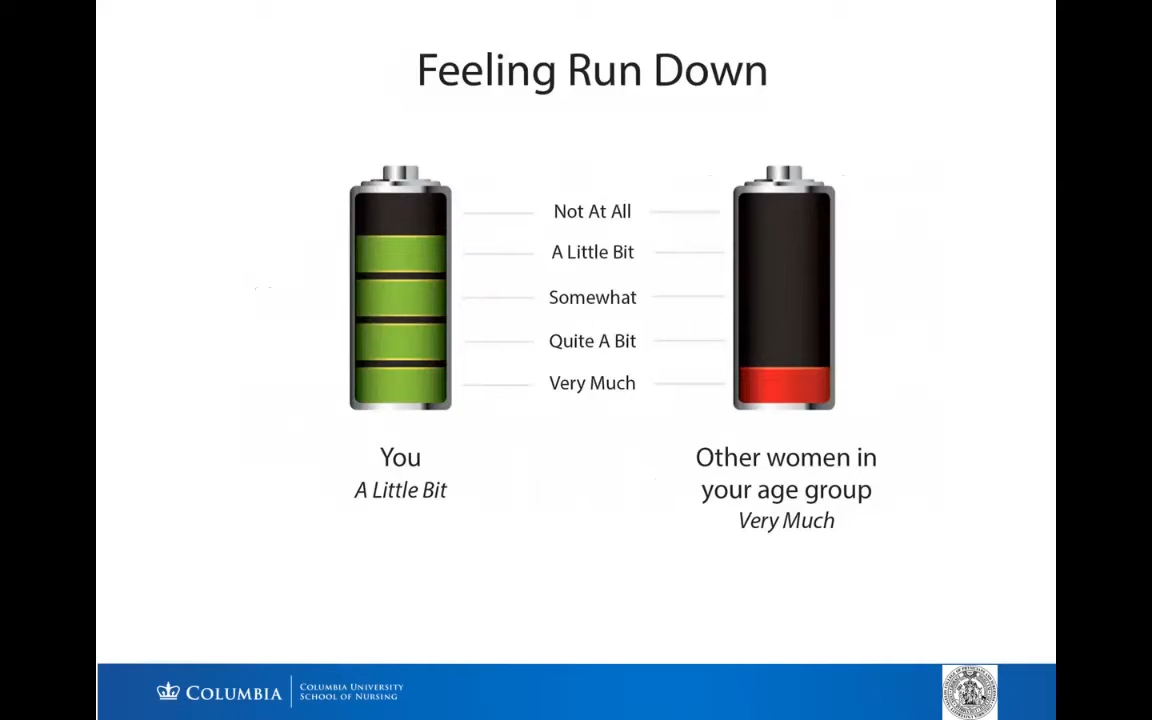 Feeling Run Down
Not At All
A Little Bit
Somewhat
Quite A Bit
Very Much
You
A Little Bit
Other women in
your age group
Very Much
COLUMBIA
COLUMBIA UNIVERSITY
SCHOOL OF NURSING